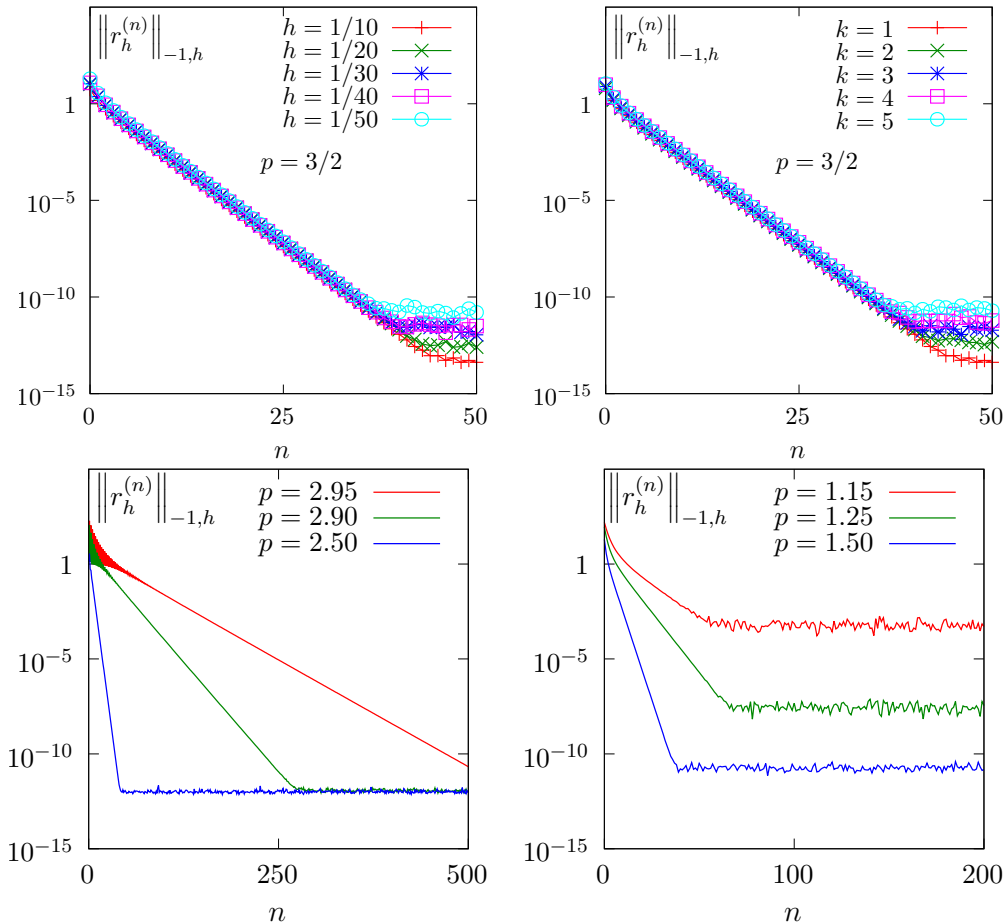 ‖r_h^(n)‖_{−1,h}
h = 1/10
h = 1/20
h = 1/30
h = 1/40
h = 1/50
p = 3/2
1
10^−5
10^−10
10^−15
0 25 50
n
‖r_h^(n)‖_{−1,h}
k = 1
k = 2
k = 3
k = 4
k = 5
p = 3/2
1
10^−5
10^−10
10^−15
0 25 50
n
‖r_h^(n)‖_{−1,h}
p = 2.95
p = 2.90
p = 2.50
1
10^−5
10^−10
10^−15
0 250 500
n
‖r_h^(n)‖_{−1,h}
p = 1.15
p = 1.25
p = 1.50
1
10^−5
10^−10
10^−15
0 100 200
n